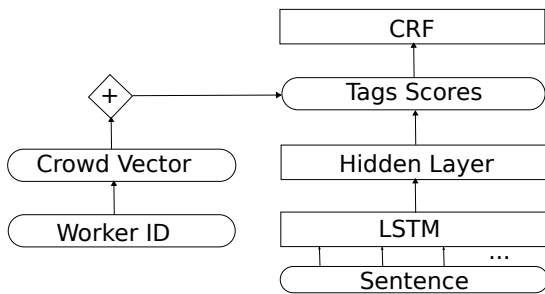 CRF
+
Tags Scores
Crowd Vector
Hidden Layer
Worker ID
LSTM
...
Sentence